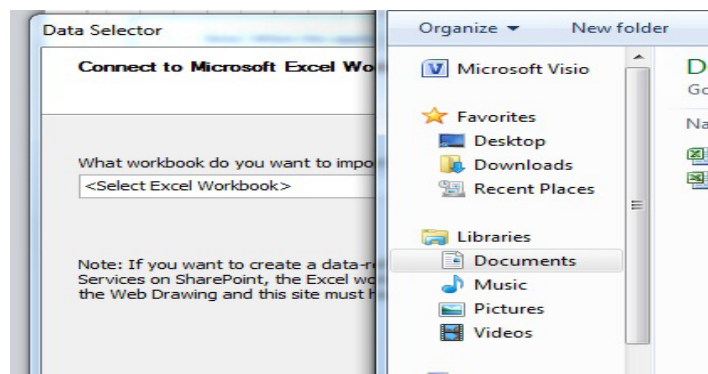 Data Selector
Connect to Microsoft Excel Wo
What workbook do you want to impo
<Select Excel Workbook>
Note: If you want to create a data-r
Services on SharePoint, the Excel wo
the Web Drawing and this site must h
Organize
New folder
Microsoft Visio
Favorites
Desktop
Downloads
Recent Places
Libraries
Documents
Music
Pictures
Videos
D
Go
Na